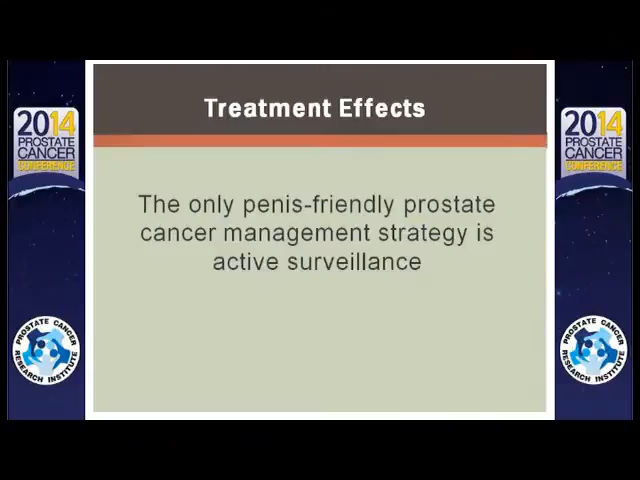 Treatment Effects
The only penis-friendly prostate
cancer management strategy is
active surveillance
2014
PROSTATE
CANCER
CONFERENCE
2014
PROSTATE
CANCER
CONFERENCE
PROSTATE CANCER
RESEARCH INSTITUTE
PROSTATE CANCER
RESEARCH INSTITUTE